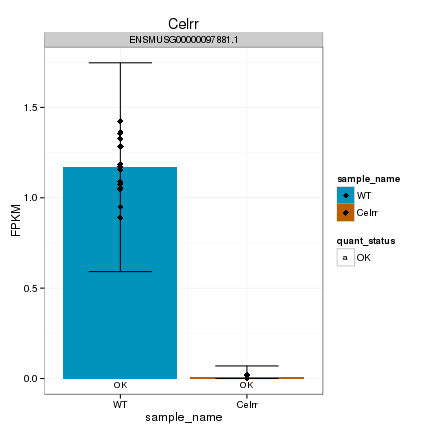 Celrr
ENSMUSG00000097881.1
FPKM
1.5
1.0
0.5
0.0
OK
OK
WT
Celrr
sample_name
sample_name
WT
Celrr
quant_status
a OK